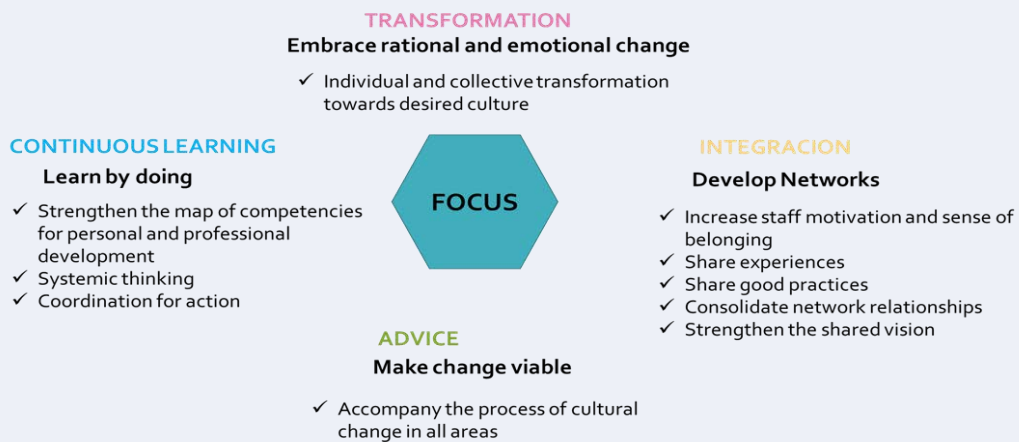 TRANSFORMATION
Embrace rational and emotional change
✓ Individual and collective transformation
towards desired culture
CONTINUOUS LEARNING
Learn by doing
✓ Strengthen the map of competencies
for personal and professional
development
✓ Systemic thinking
✓ Coordination for action
FOCUS
INTEGRACION
Develop Networks
✓ Increase staff motivation and sense of
belonging
✓ Share experiences
✓ Share good practices
✓ Consolidate network relationships
✓ Strengthen the shared vision
ADVICE
Make change viable
✓ Accompany the process of cultural
change in all areas